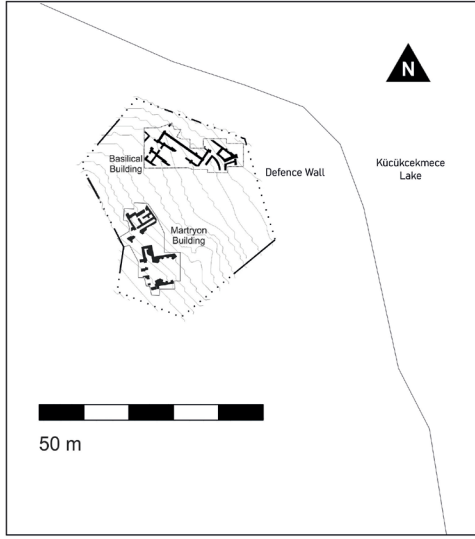 N
Basilical
Building
Defence Wall
Kücükcekmece
Lake
Martryon
Building
50 m